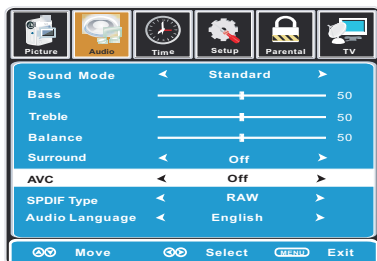 Picture Audio Time Setup Parental TV
Sound Mode Standard
Bass 50
Treble 50
Balance 50
Surround Off
AVC Off
SPDIF Type RAW
Audio Language English
Move Select MENU Exit